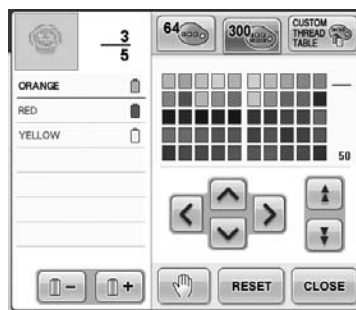 3
5
ORANGE
RED
YELLOW
64
300
CUSTOM
THREAD
TABLE
50
RESET
CLOSE